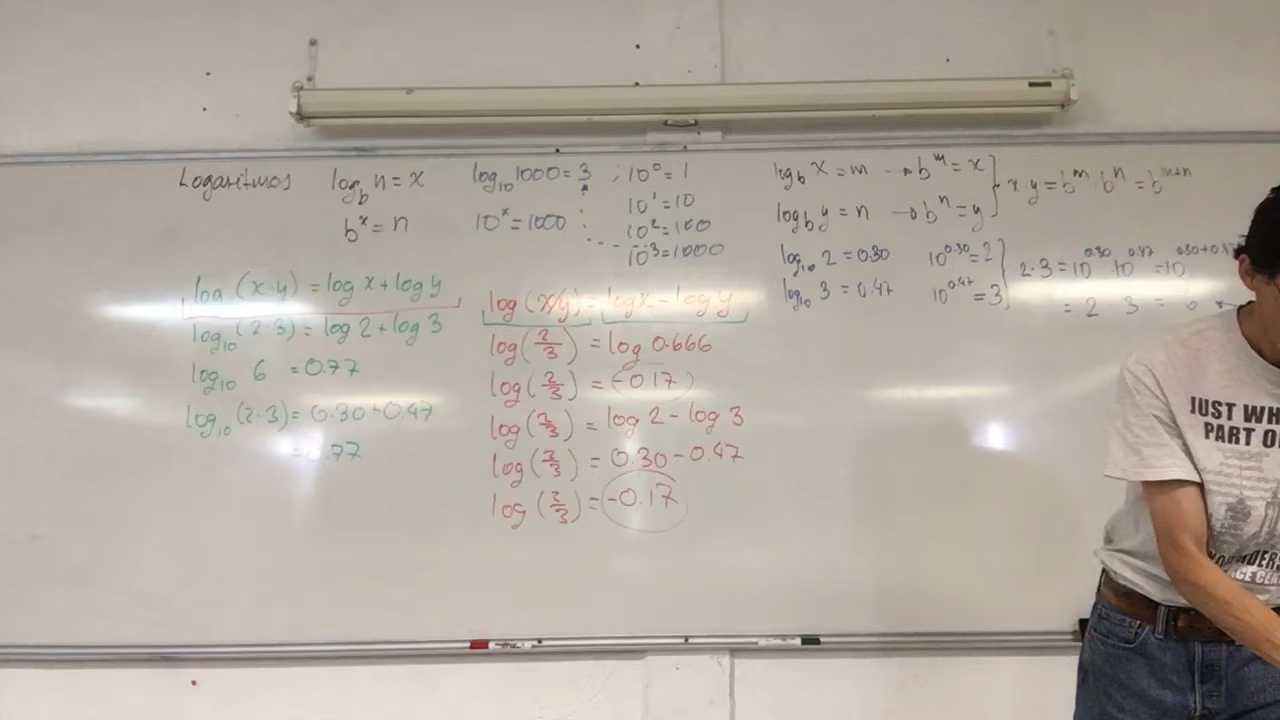 Logaritmos log_b n = x
b^x = n
log_10 1000 = 3 ; 10^0 = 1
10^1 = 10
10^x = 1000 10^2 = 100
10^3 = 1000
log (x·y) = log x + log y
log_10 (2·3) = log 2 + log 3
log_10 6 = 0.77
log_10 (2·3) = 0.30 + 0.47
= 0.77
log (x/y) = log x - log y
log (2/3) = log 0.666
log (2/3) = -0.17
log (2/3) = log 2 - log 3
log (2/3) = 0.30 - 0.47
log (2/3) = -0.17
log_b x = m → b^m = x
log_b y = n → b^n = y
} x·y = b^m · b^n = b^(m+n)
log_10 2 = 0.30 10^0.30 = 2
log_10 3 = 0.47 10^0.47 = 3
} 2·3 = 10^0.30 10^0.47 = 10^0.30+0.4
= 2 3 = 6
JUST WH
PART O